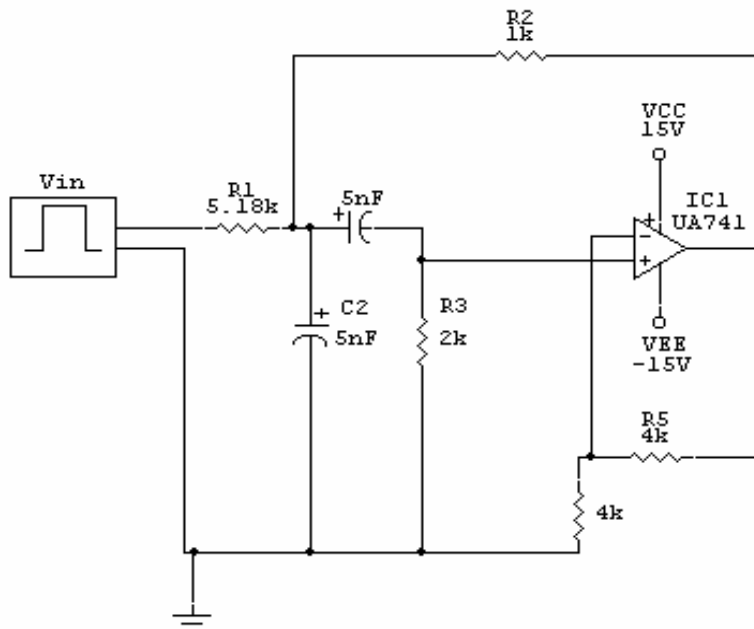 R2
1k
VCC
15V
Vin
R1
5.18k
+
5nF
IC1
UA741
+
-
+
+
C2
5nF
R3
2k
VEE
-15V
R5
4k
4k